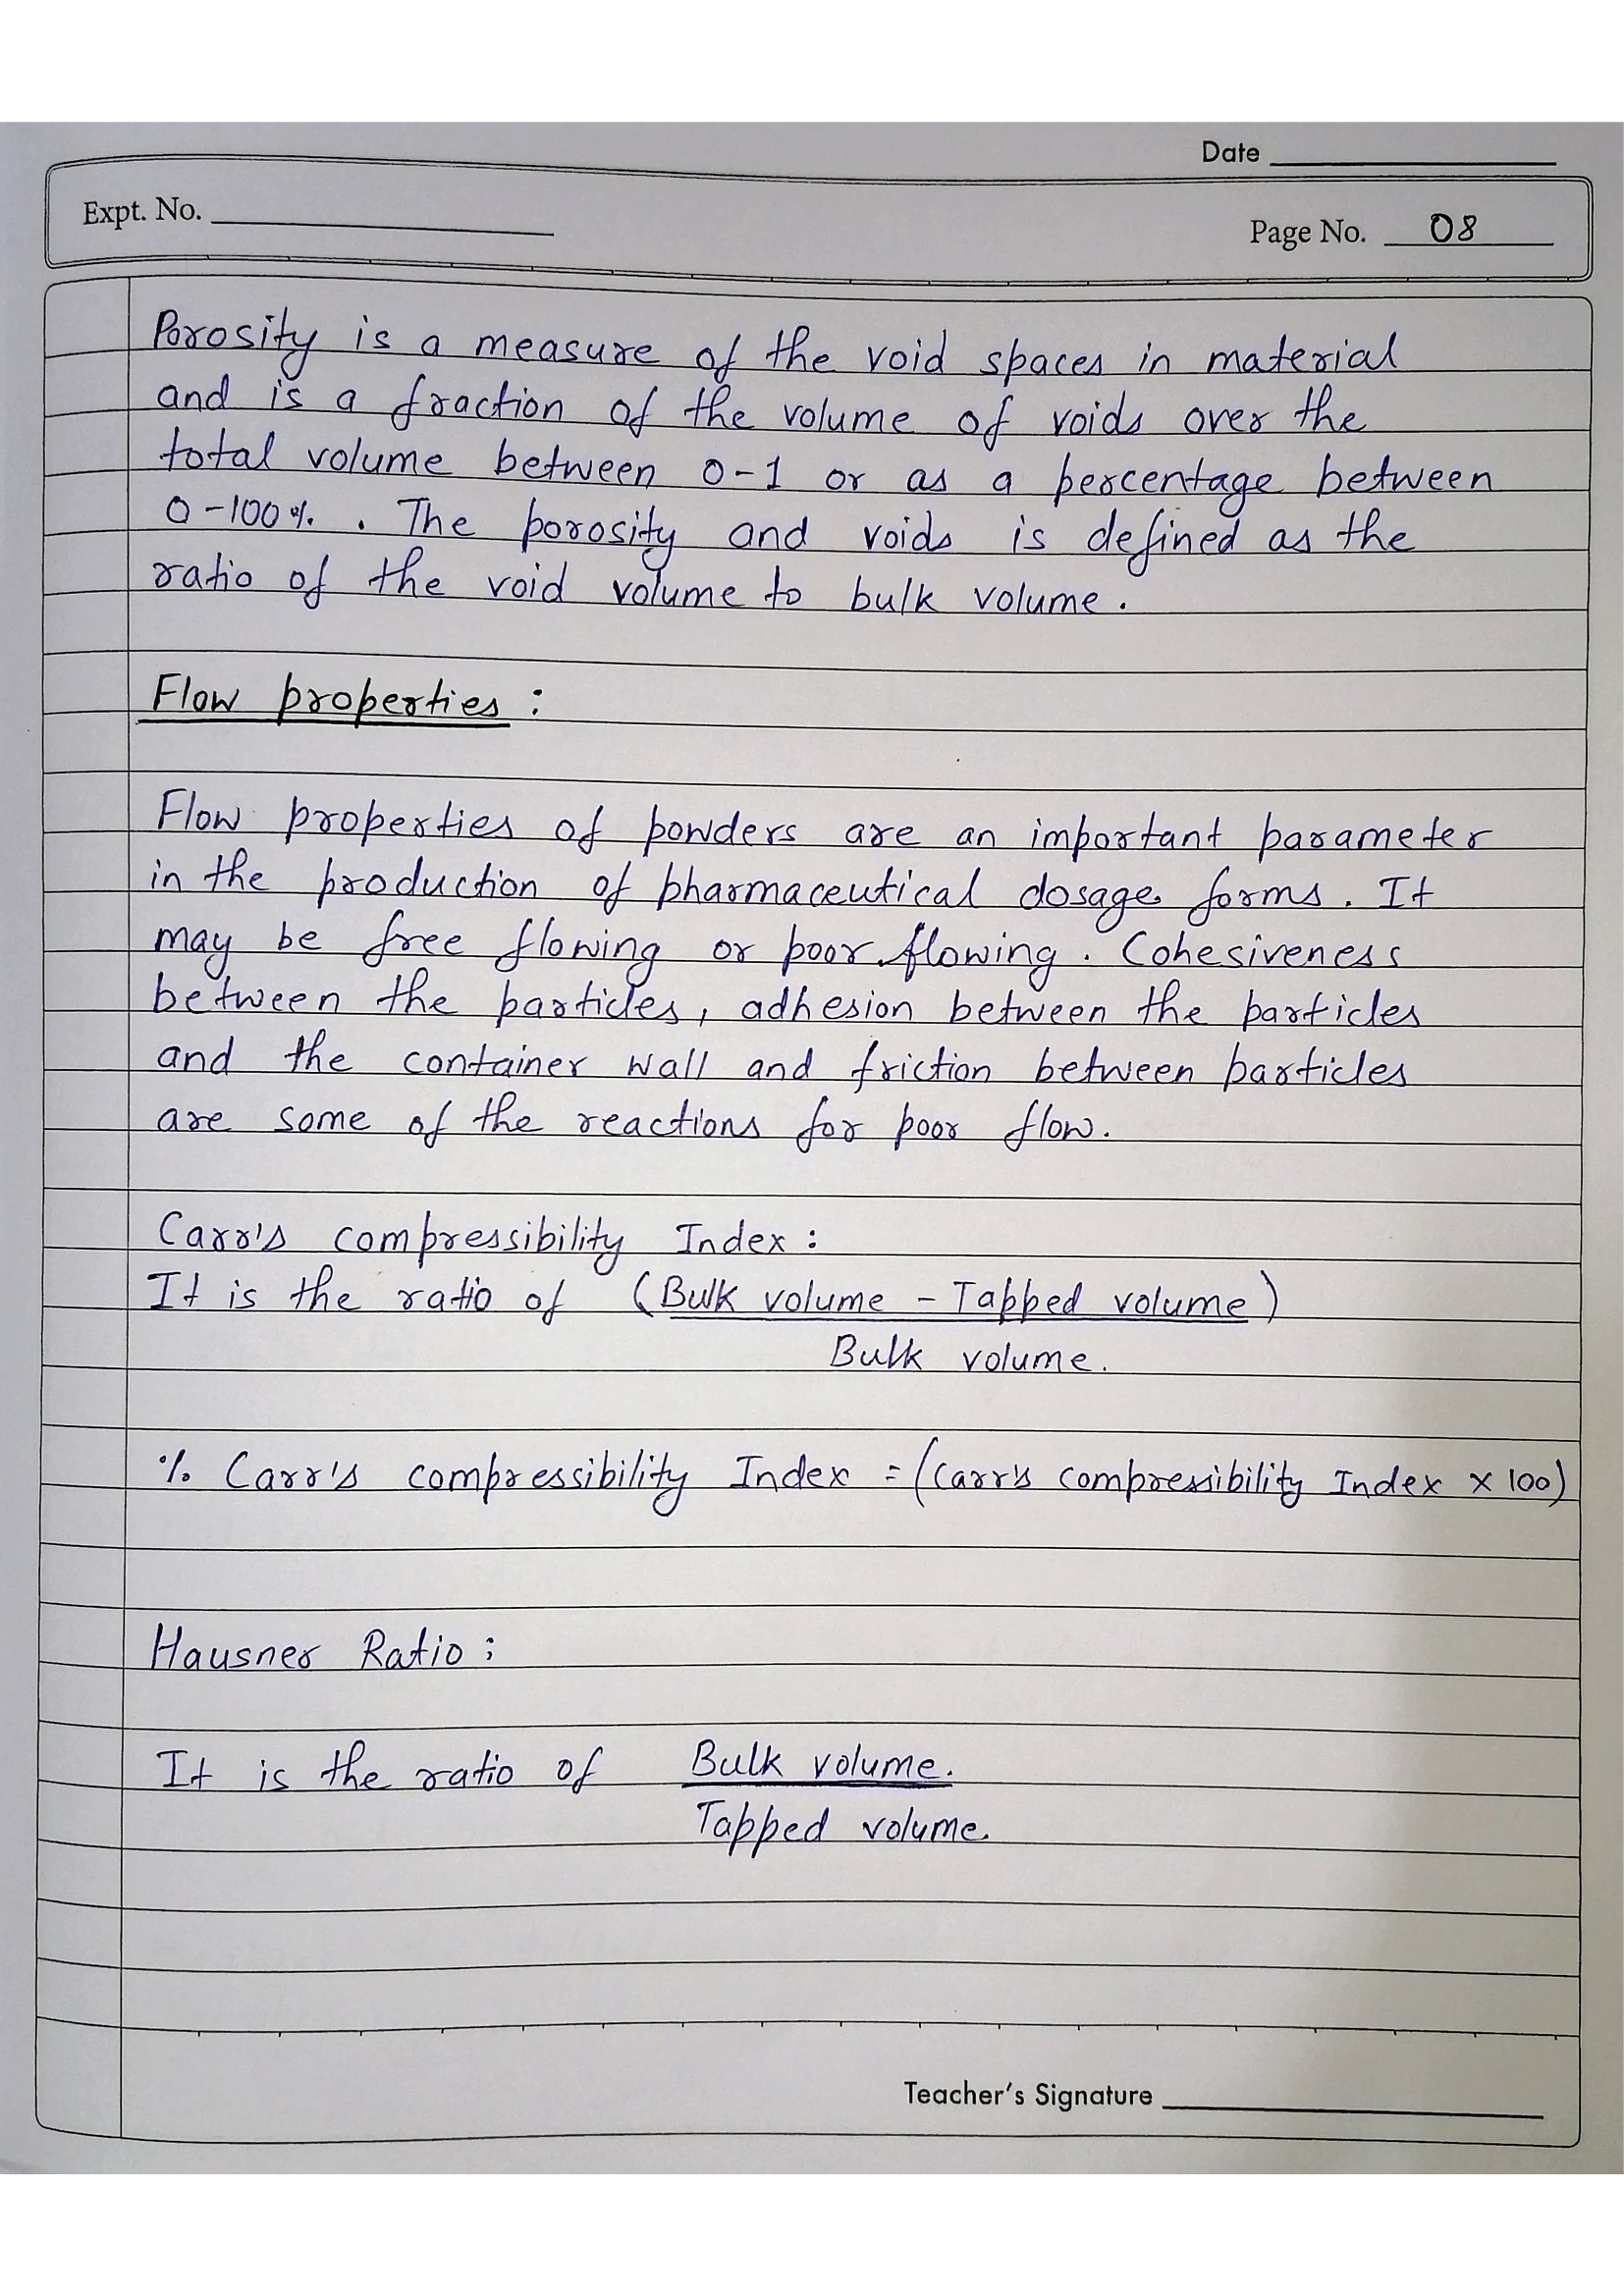 Date
Expt. No.
Page No. 08
Porosity is a measure of the void spaces in material
and is a fraction of the volume of voids over the
total volume between 0-1 or as a percentage between
0-100%. The porosity and voids is defined as the
ratio of the void volume to bulk volume.
Flow properties :
Flow properties of powders are an important parameter
in the production of pharmaceutical dosage forms. It
may be free flowing or poor flowing. Cohesiveness
between the particles, adhesion between the particles
and the container wall and friction between particles
are some of the reactions for poor flow.
Carr's compressibility Index :
It is the ratio of (Bulk volume - Tapped volume)
Bulk volume.
% Carr's compressibility Index = (Carr's compressibility Index x 100)
Hausner Ratio :
It is the ratio of Bulk volume.
Tapped volume.
Teacher's Signature